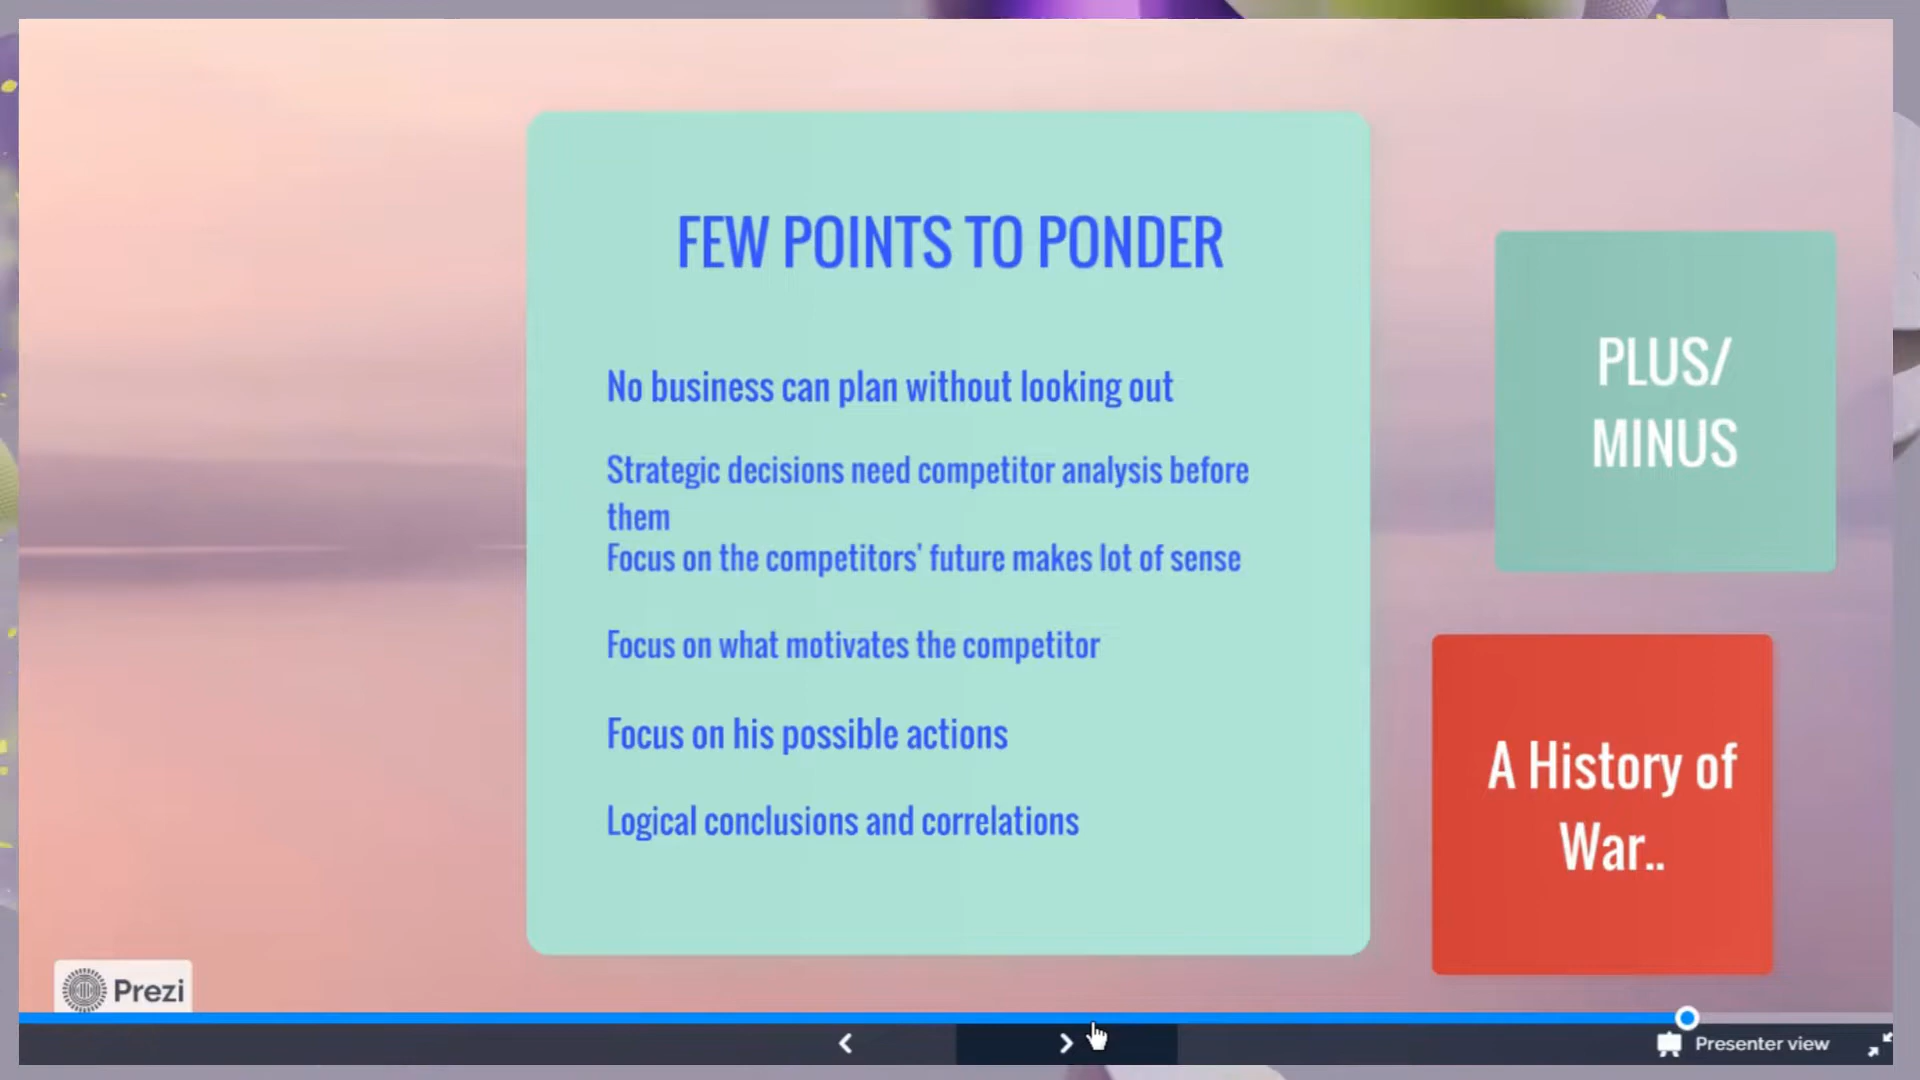 FEW POINTS TO PONDER
No business can plan without looking out
Strategic decisions need competitor analysis before
them
Focus on the competitors' future makes lot of sense
Focus on what motivates the competitor
Focus on his possible actions
Logical conclusions and correlations
PLUS/
MINUS
A History of
War..
Prezi
Presenter view